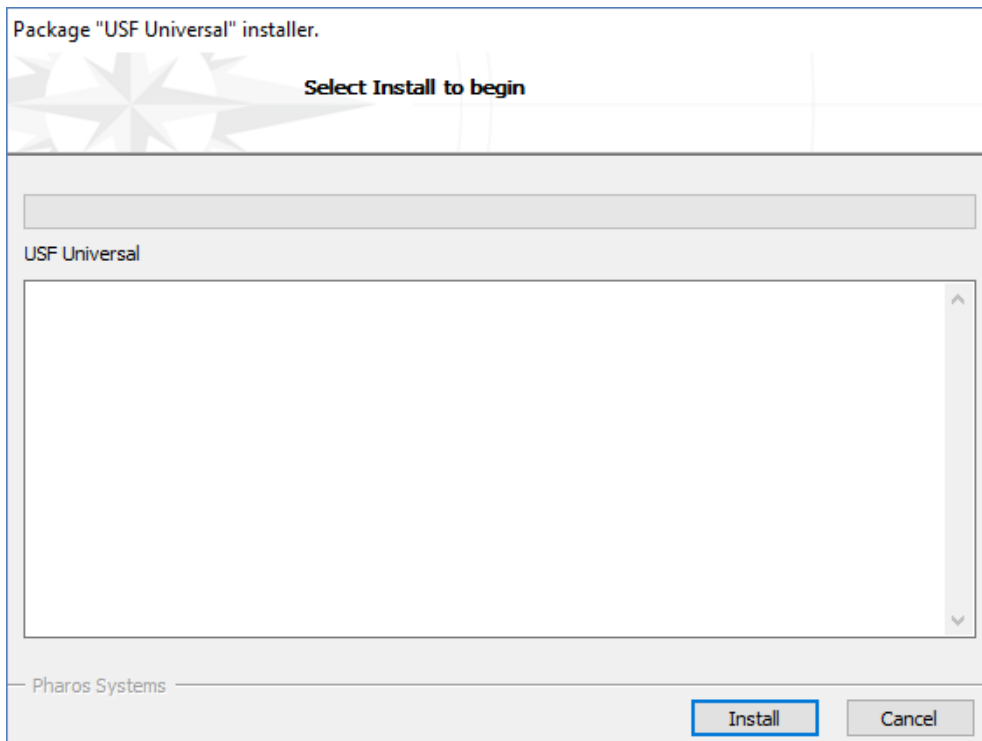 Package "USF Universal" installer.
Select Install to begin
USF Universal
Pharos Systems
Install
Cancel